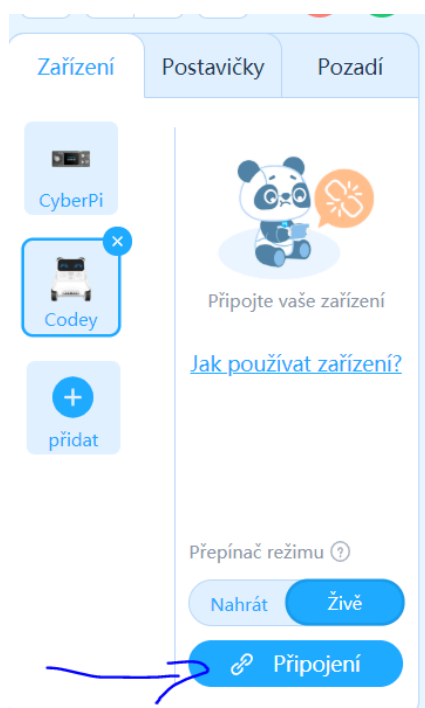 Zařízení
Postavičky
Pozadí
CyberPi
Codey
přidat
Připojte vaše zařízení
Jak používat zařízení?
Přepínač režimu ?
Nahrát
Živě
Připojení